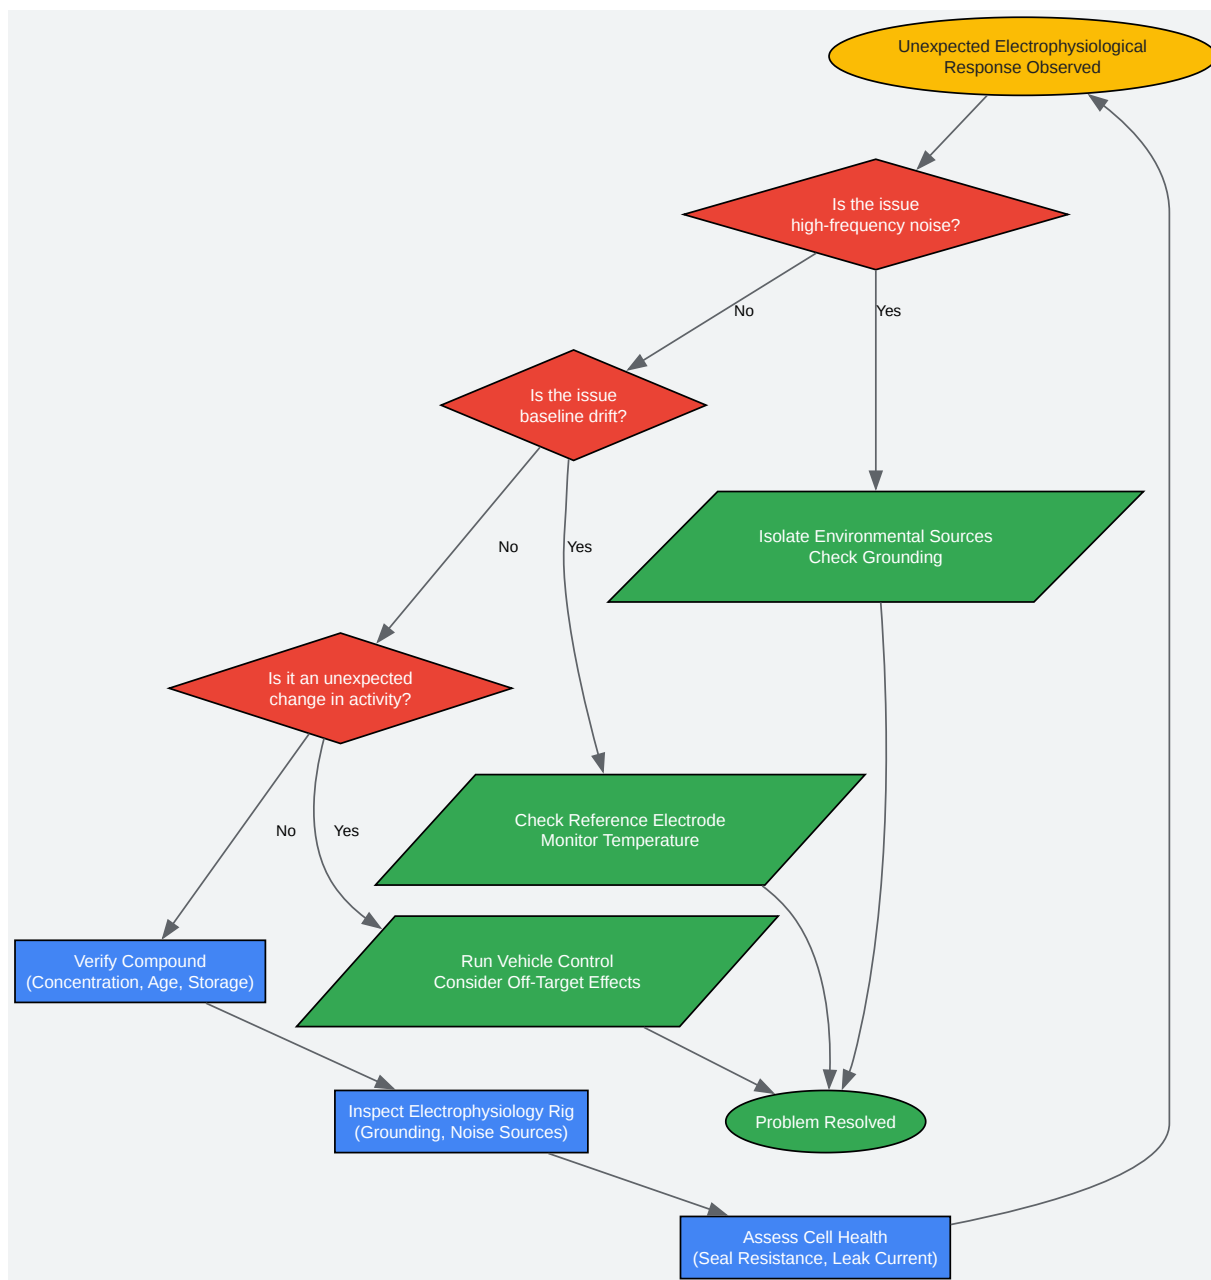 Unexpected Electrophysiological
Response Observed
Is the issue
high-frequency noise?
No
Yes
Is the issue
baseline drift?
Isolate Environmental Sources
Check Grounding
No
Yes
Is it an unexpected
change in activity?
Check Reference Electrode
Monitor Temperature
No
Yes
Verify Compound
(Concentration, Age, Storage)
Run Vehicle Control
Consider Off-Target Effects
Inspect Electrophysiology Rig
(Grounding, Noise Sources)
Problem Resolved
Assess Cell Health
(Seal Resistance, Leak Current)